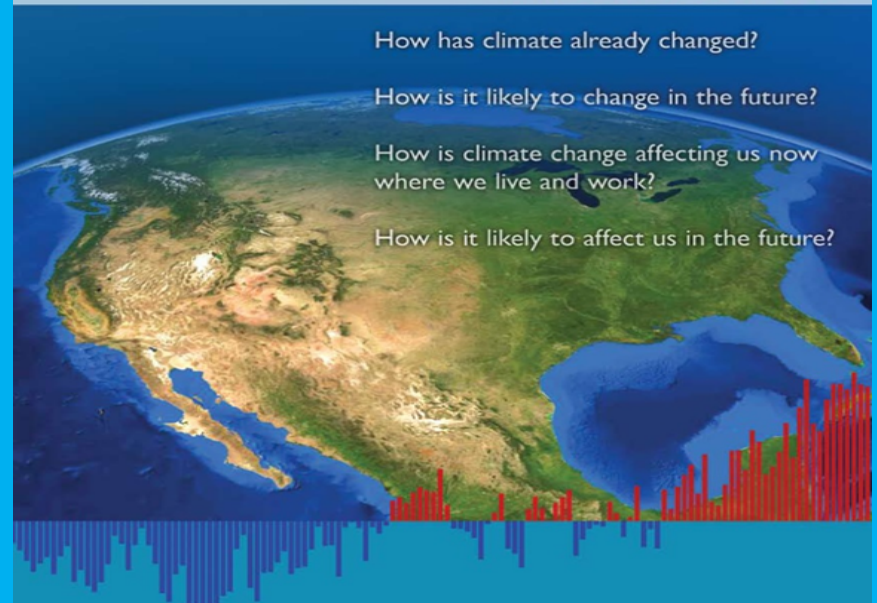 How has climate already changed?
How is it likely to change in the future?
How is climate change affecting us now
where we live and work?
How is it likely to affect us in the future?